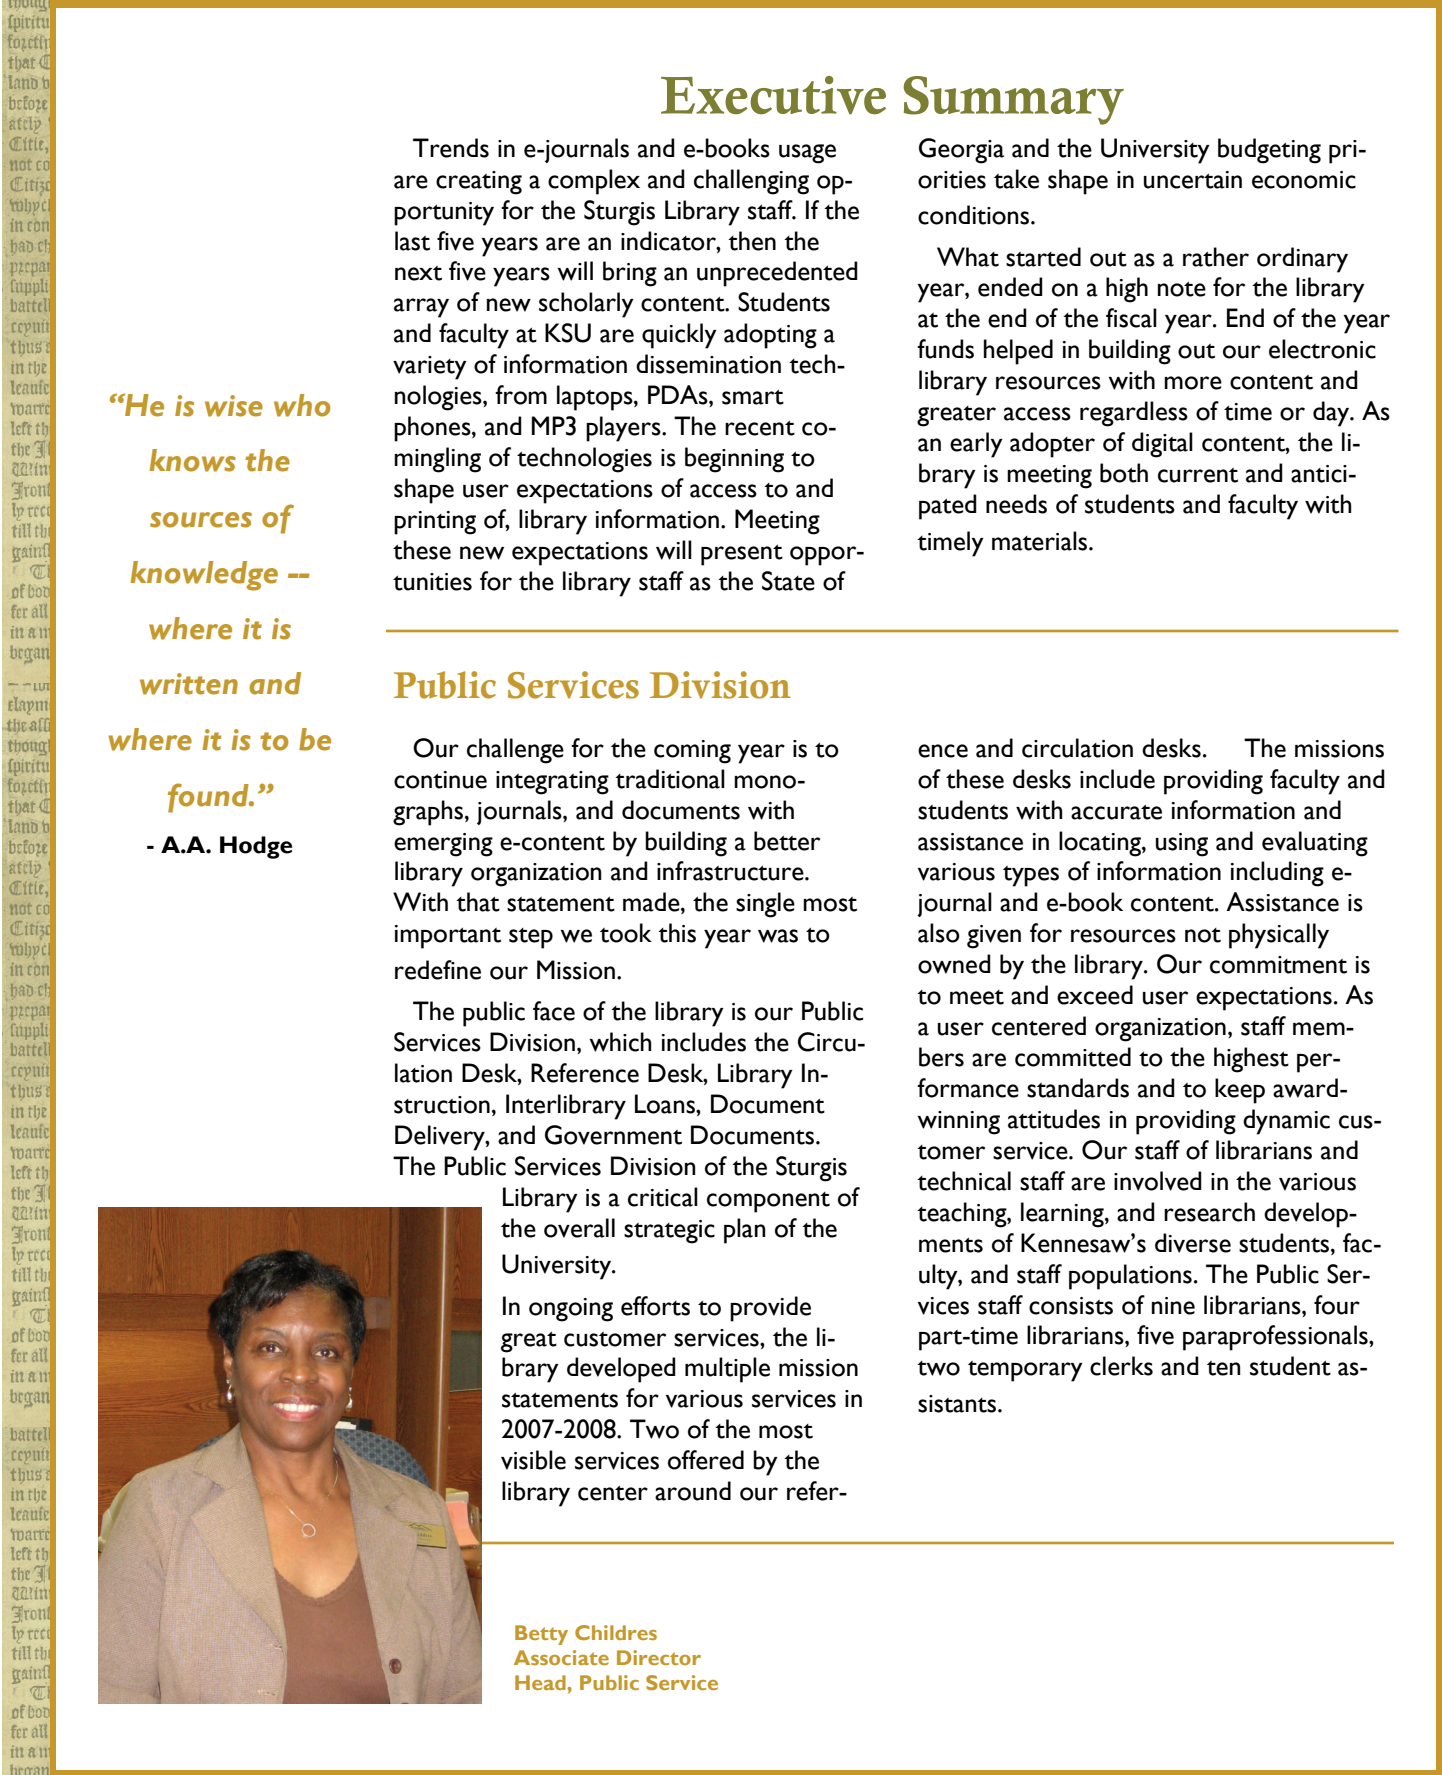 Executive Summary
Trends in e-journals and e-books usage
are creating a complex and challenging op-
portunity for the Sturgis Library staff. If the
last five years are an indicator, then the
next five years will bring an unprecedented
array of new scholarly content. Students
and faculty at KSU are quickly adopting a
variety of information dissemination tech-
nologies, from laptops, PDAs, smart
phones, and MP3 players. The recent co-
mingling of technologies is beginning to
shape user expectations of access to and
printing of, library information. Meeting
these new expectations will present oppor-
tunities for the library staff as the State of
Georgia and the University budgeting pri-
orities take shape in uncertain economic
conditions.
What started out as a rather ordinary
year, ended on a high note for the library
at the end of the fiscal year. End of the year
funds helped in building out our electronic
library resources with more content and
greater access regardless of time or day. As
an early adopter of digital content, the li-
brary is meeting both current and antici-
pated needs of students and faculty with
timely materials.
“He is wise who
knows the
sources of
knowledge --
where it is
written and
where it is to be
found.”
- A.A. Hodge
Public Services Division
Our challenge for the coming year is to
continue integrating traditional mono-
graphs, journals, and documents with
emerging e-content by building a better
library organization and infrastructure.
With that statement made, the single most
important step we took this year was to
redefine our Mission.
The public face of the library is our Public
Services Division, which includes the Circu-
lation Desk, Reference Desk, Library In-
struction, Interlibrary Loans, Document
Delivery, and Government Documents.
The Public Services Division of the Sturgis
Library is a critical component of
the overall strategic plan of the
University.
In ongoing efforts to provide
great customer services, the li-
brary developed multiple mission
statements for various services in
2007-2008. Two of the most
visible services offered by the
library center around our refer-
ence and circulation desks. The missions
of these desks include providing faculty and
students with accurate information and
assistance in locating, using and evaluating
various types of information including e-
journal and e-book content. Assistance is
also given for resources not physically
owned by the library. Our commitment is
to meet and exceed user expectations. As
a user centered organization, staff mem-
bers are committed to the highest per-
formance standards and to keep award-
winning attitudes in providing dynamic cus-
tomer service. Our staff of librarians and
technical staff are involved in the various
teaching, learning, and research develop-
ments of Kennesaw’s diverse students, fac-
ulty, and staff populations. The Public Ser-
vices staff consists of nine librarians, four
part-time librarians, five paraprofessionals,
two temporary clerks and ten student as-
sistants.
Betty Childres
Associate Director
Head, Public Service